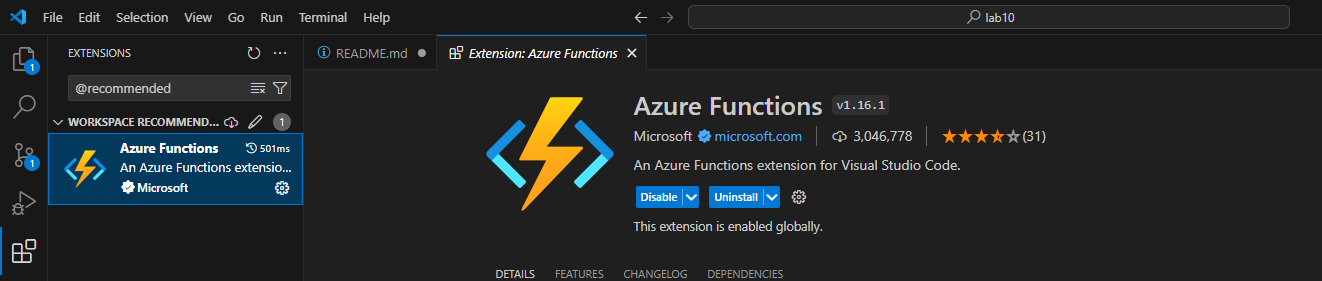 File Edit Selection View Go Run Terminal Help
lab10
EXTENSIONS
README.md
Extension: Azure Functions
1
@recommended
WORKSPACE RECOMMEND... 1
Azure Functions 501ms
An Azure Functions extensio...
Microsoft
1
Azure Functions v1.16.1
Microsoft microsoft.com 3,046,778 (31)
An Azure Functions extension for Visual Studio Code.
Disable Uninstall
This extension is enabled globally.
DETAILS FEATURES CHANGELOG DEPENDENCIES